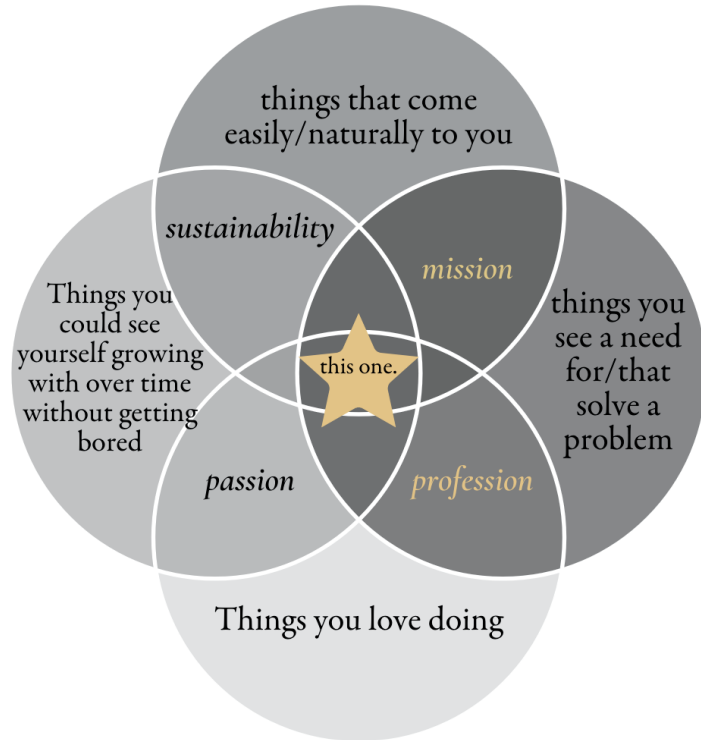 things that come
easily/naturally to you
sustainability
mission
Things you
could see
yourself growing
with over time
without getting
bored
this one.
things you
see a need
for/that
solve a
problem
passion
profession
Things you love doing